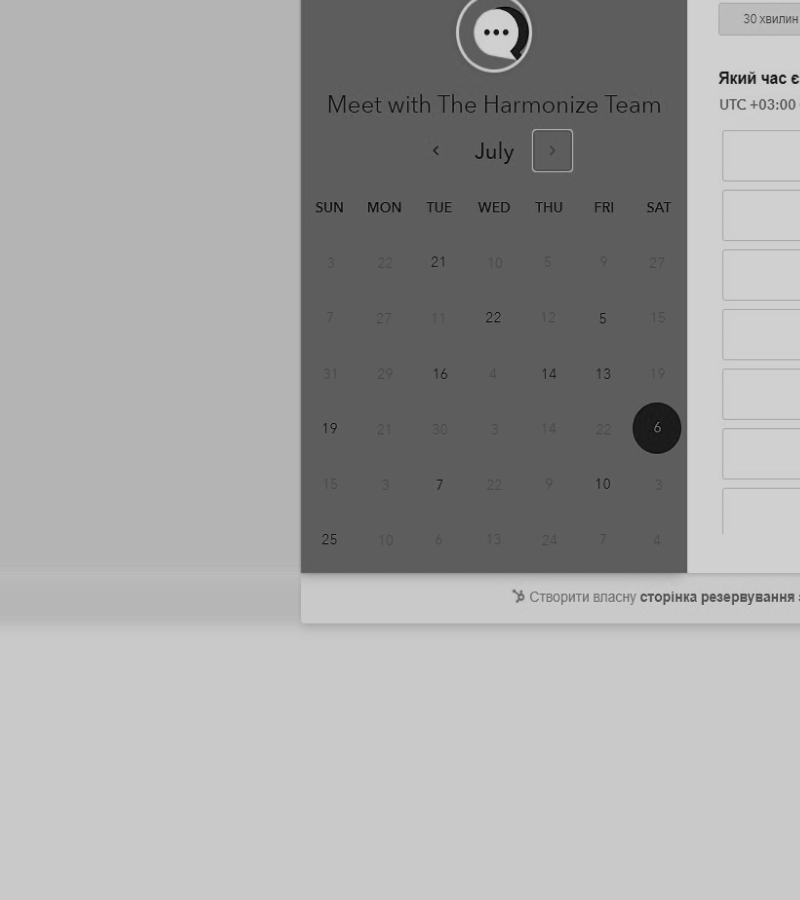 30 хвилин
Meet with The Harmonize Team
Який час є
UTC +03:00
July
SUN MON TUE WED THU FRI SAT
3 22 21 10 5 9 27
7 27 11 22 12 5 15
31 29 16 4 14 13 19
19 21 30 3 14 22 6
15 3 7 22 9 10 3
25 10 6 13 24 7 4
Створити власну сторінка резервування